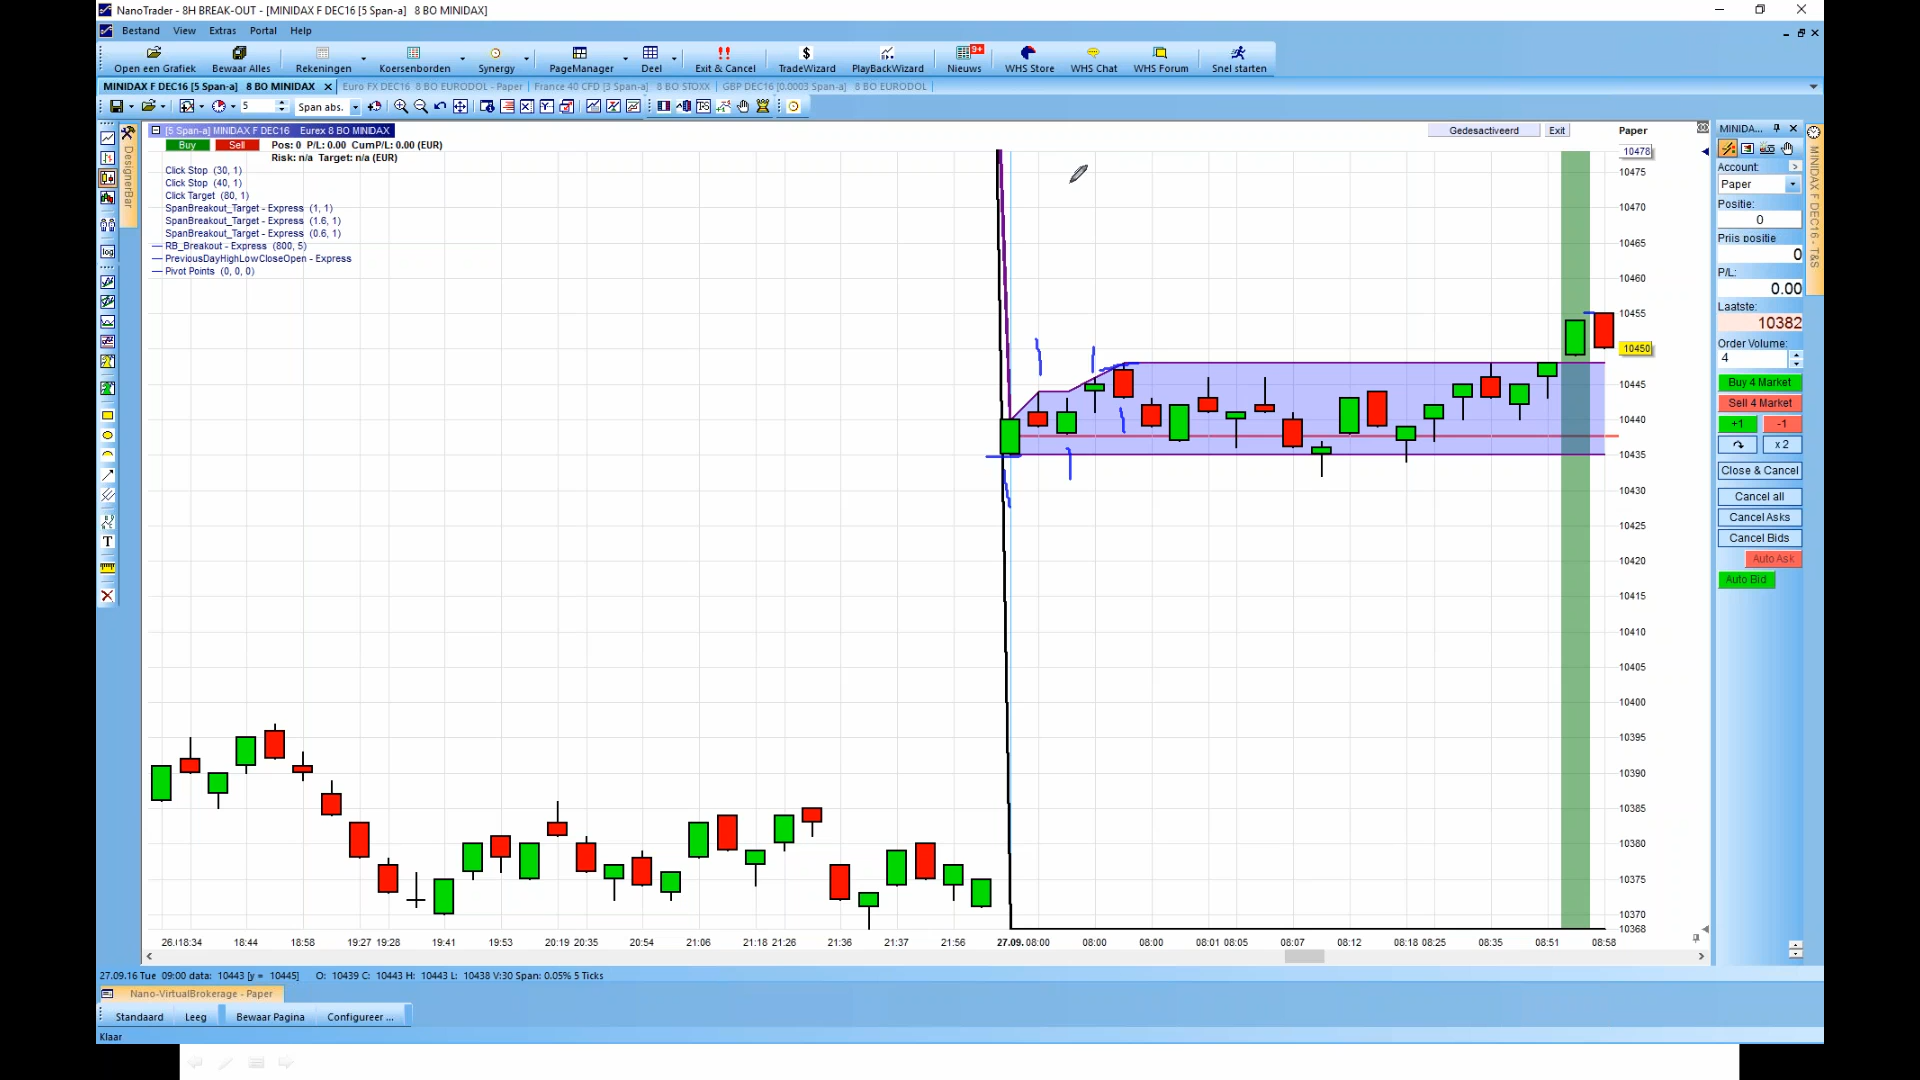 NanoTrader - 8H BREAK-OUT - [MINIDAX F DEC16 [5 Span-a]   8 BO MINIDAX]
Bestand View Extras Portal Help
Open een Grafiek Bewaar Alles Rekeningen Koersenborden Synergy PageManager Deel Exit & Cancel TradeWizard PlayBackWizard Nieuws 9+ WHS Store WHS Chat WHS Forum Snel starten
MINIDAX F DEC16 [5 Span-a]   8 BO MINIDAX Euro FX DEC16   8 BO EURODOL - Paper France 40 CFD [3 Span-a]   8 BO STOXX GBP DEC16 [0.0003 Span-a]   8 BO EURODOL
5 Span abs.
DesignerBar
[5 Span-a] MINIDAX F DEC16   Eurex 8 BO MINIDAX
Gedesactiveerd Exit Paper
Buy Sell Pos: 0 P/L: 0.00 CumP/L: 0.00 (EUR)
Risk: n/a Target: n/a (EUR)
Click Stop (30, 1)
Click Stop (40, 1)
Click Target (80, 1)
SpanBreakout_Target - Express (1, 1)
SpanBreakout_Target - Express (1.6, 1)
SpanBreakout_Target - Express (0.6, 1)
RB_Breakout - Express (800, 5)
PreviousDayHighLowCloseOpen - Express
Pivot Points (0, 0, 0)
log
T
10478
10475
10470
10465
10460
10455
10450
10445
10440
10435
10430
10425
10420
10415
10410
10405
10400
10395
10390
10385
10380
10375
10370
10368
18:34 18:44 18:58 19:27 19:28 19:41 19:53 20:19 20:35 20:54 21:06 21:18 21:26 21:36 21:37 21:56 27.09. 08:00 08:00 08:00 08:01 08:05 08:07 08:12 08:18 08:25 08:35 08:51 08:58
MINIDA...
Account:
Paper
Positie:
0
Prijs positie
0
P/L:
0.00
Laatste:
10382
Order Volume:
4
Buy 4 Market
Sell 4 Market
+1 -1
x 2
Close & Cancel
Cancel all
Cancel Asks
Cancel Bids
Auto Ask
Auto Bid
MINIDAX F DEC16 - T&S
27.09.16 Tue 09:00 data: 10443 [y = 10445] O: 10439 C: 10443 H: 10443 L: 10438 V:30 Span: 0.05% 5 Ticks
Nano-VirtualBrokerage - Paper
Standaard Leeg Bewaar Pagina Configureer ...
Klaar